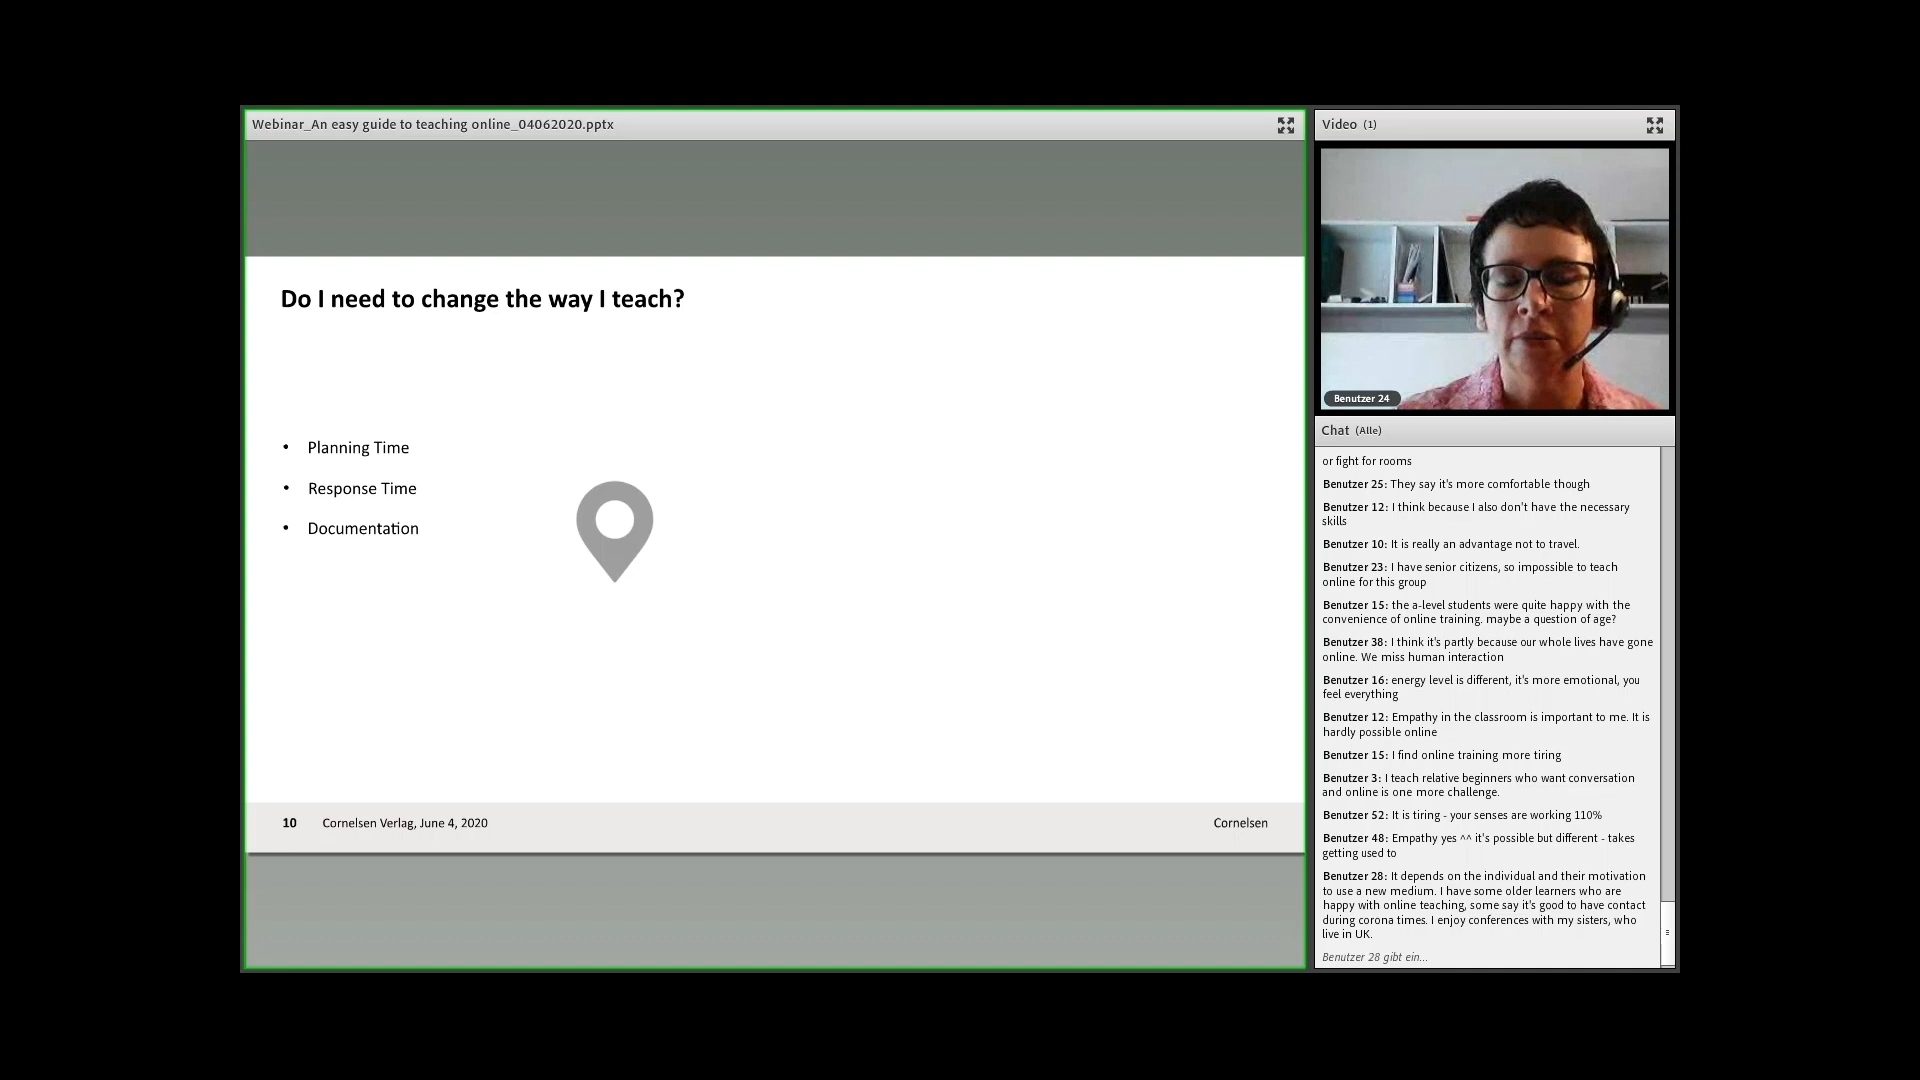 Webinar_An easy guide to teaching online_04062020.pptx
Do I need to change the way I teach?
• Planning Time
• Response Time
• Documentation
10 Cornelsen Verlag, June 4, 2020 Cornelsen
Video (1)
Benutzer 24
Chat (Alle)
or fight for rooms
Benutzer 25: They say it's more comfortable though
Benutzer 12: I think because I also don't have the necessary
skills
Benutzer 10: It is really an advantage not to travel.
Benutzer 23: I have senior citizens, so impossible to teach
online for this group
Benutzer 15: the a-level students were quite happy with the
convenience of online training. maybe a question of age?
Benutzer 38: I think it's partly because our whole lives have gone
online. We miss human interaction
Benutzer 16: energy level is different, it's more emotional, you
feel everything
Benutzer 12: Empathy in the classroom is important to me. It is
hardly possible online
Benutzer 15: I find online training more tiring
Benutzer 3: I teach relative beginners who want conversation
and online is one more challenge.
Benutzer 52: It is tiring - your senses are working 110%
Benutzer 48: Empathy yes ^^ it's possible but different - takes
getting used to
Benutzer 28: It depends on the individual and their motivation
to use a new medium. I have some older learners who are
happy with online teaching, some say it's good to have contact
during corona times. I enjoy conferences with my sisters, who
live in UK.
Benutzer 28 gibt ein...